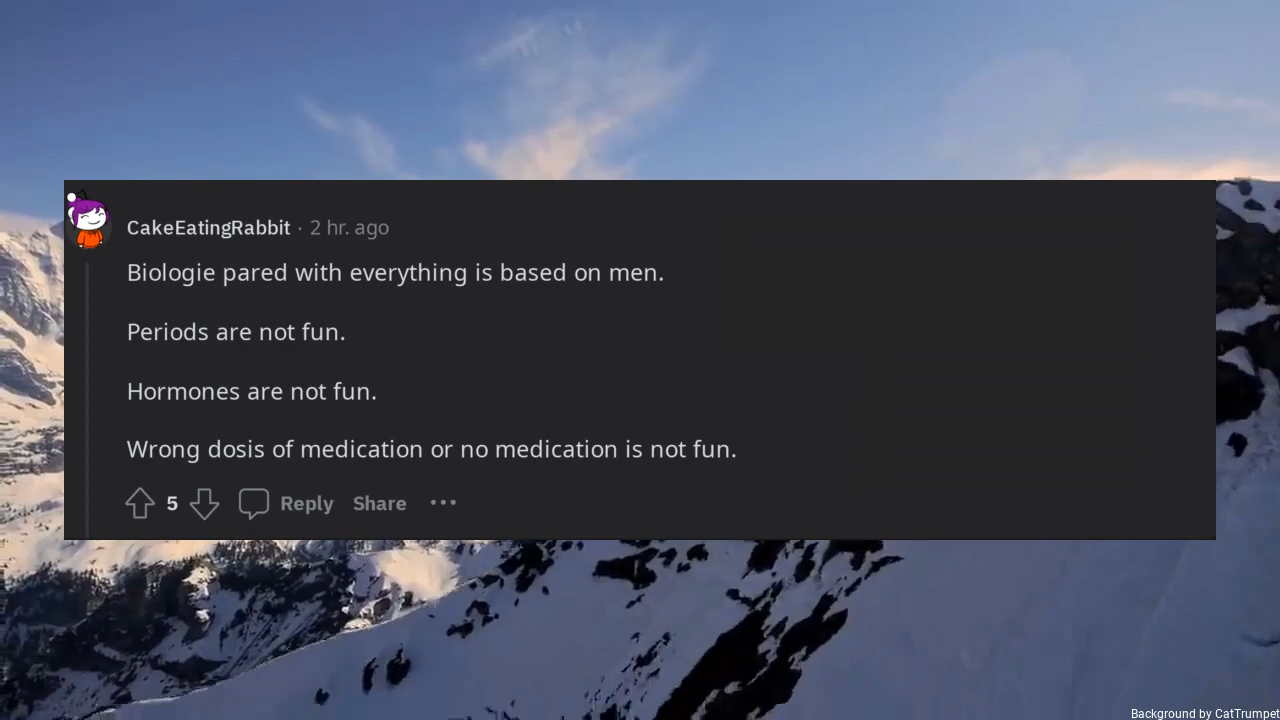 CakeEatingRabbit · 2 hr. ago
Biologie pared with everything is based on men.
Periods are not fun.
Hormones are not fun.
Wrong dosis of medication or no medication is not fun.
5 Reply Share ···
Background by CatTrumpet